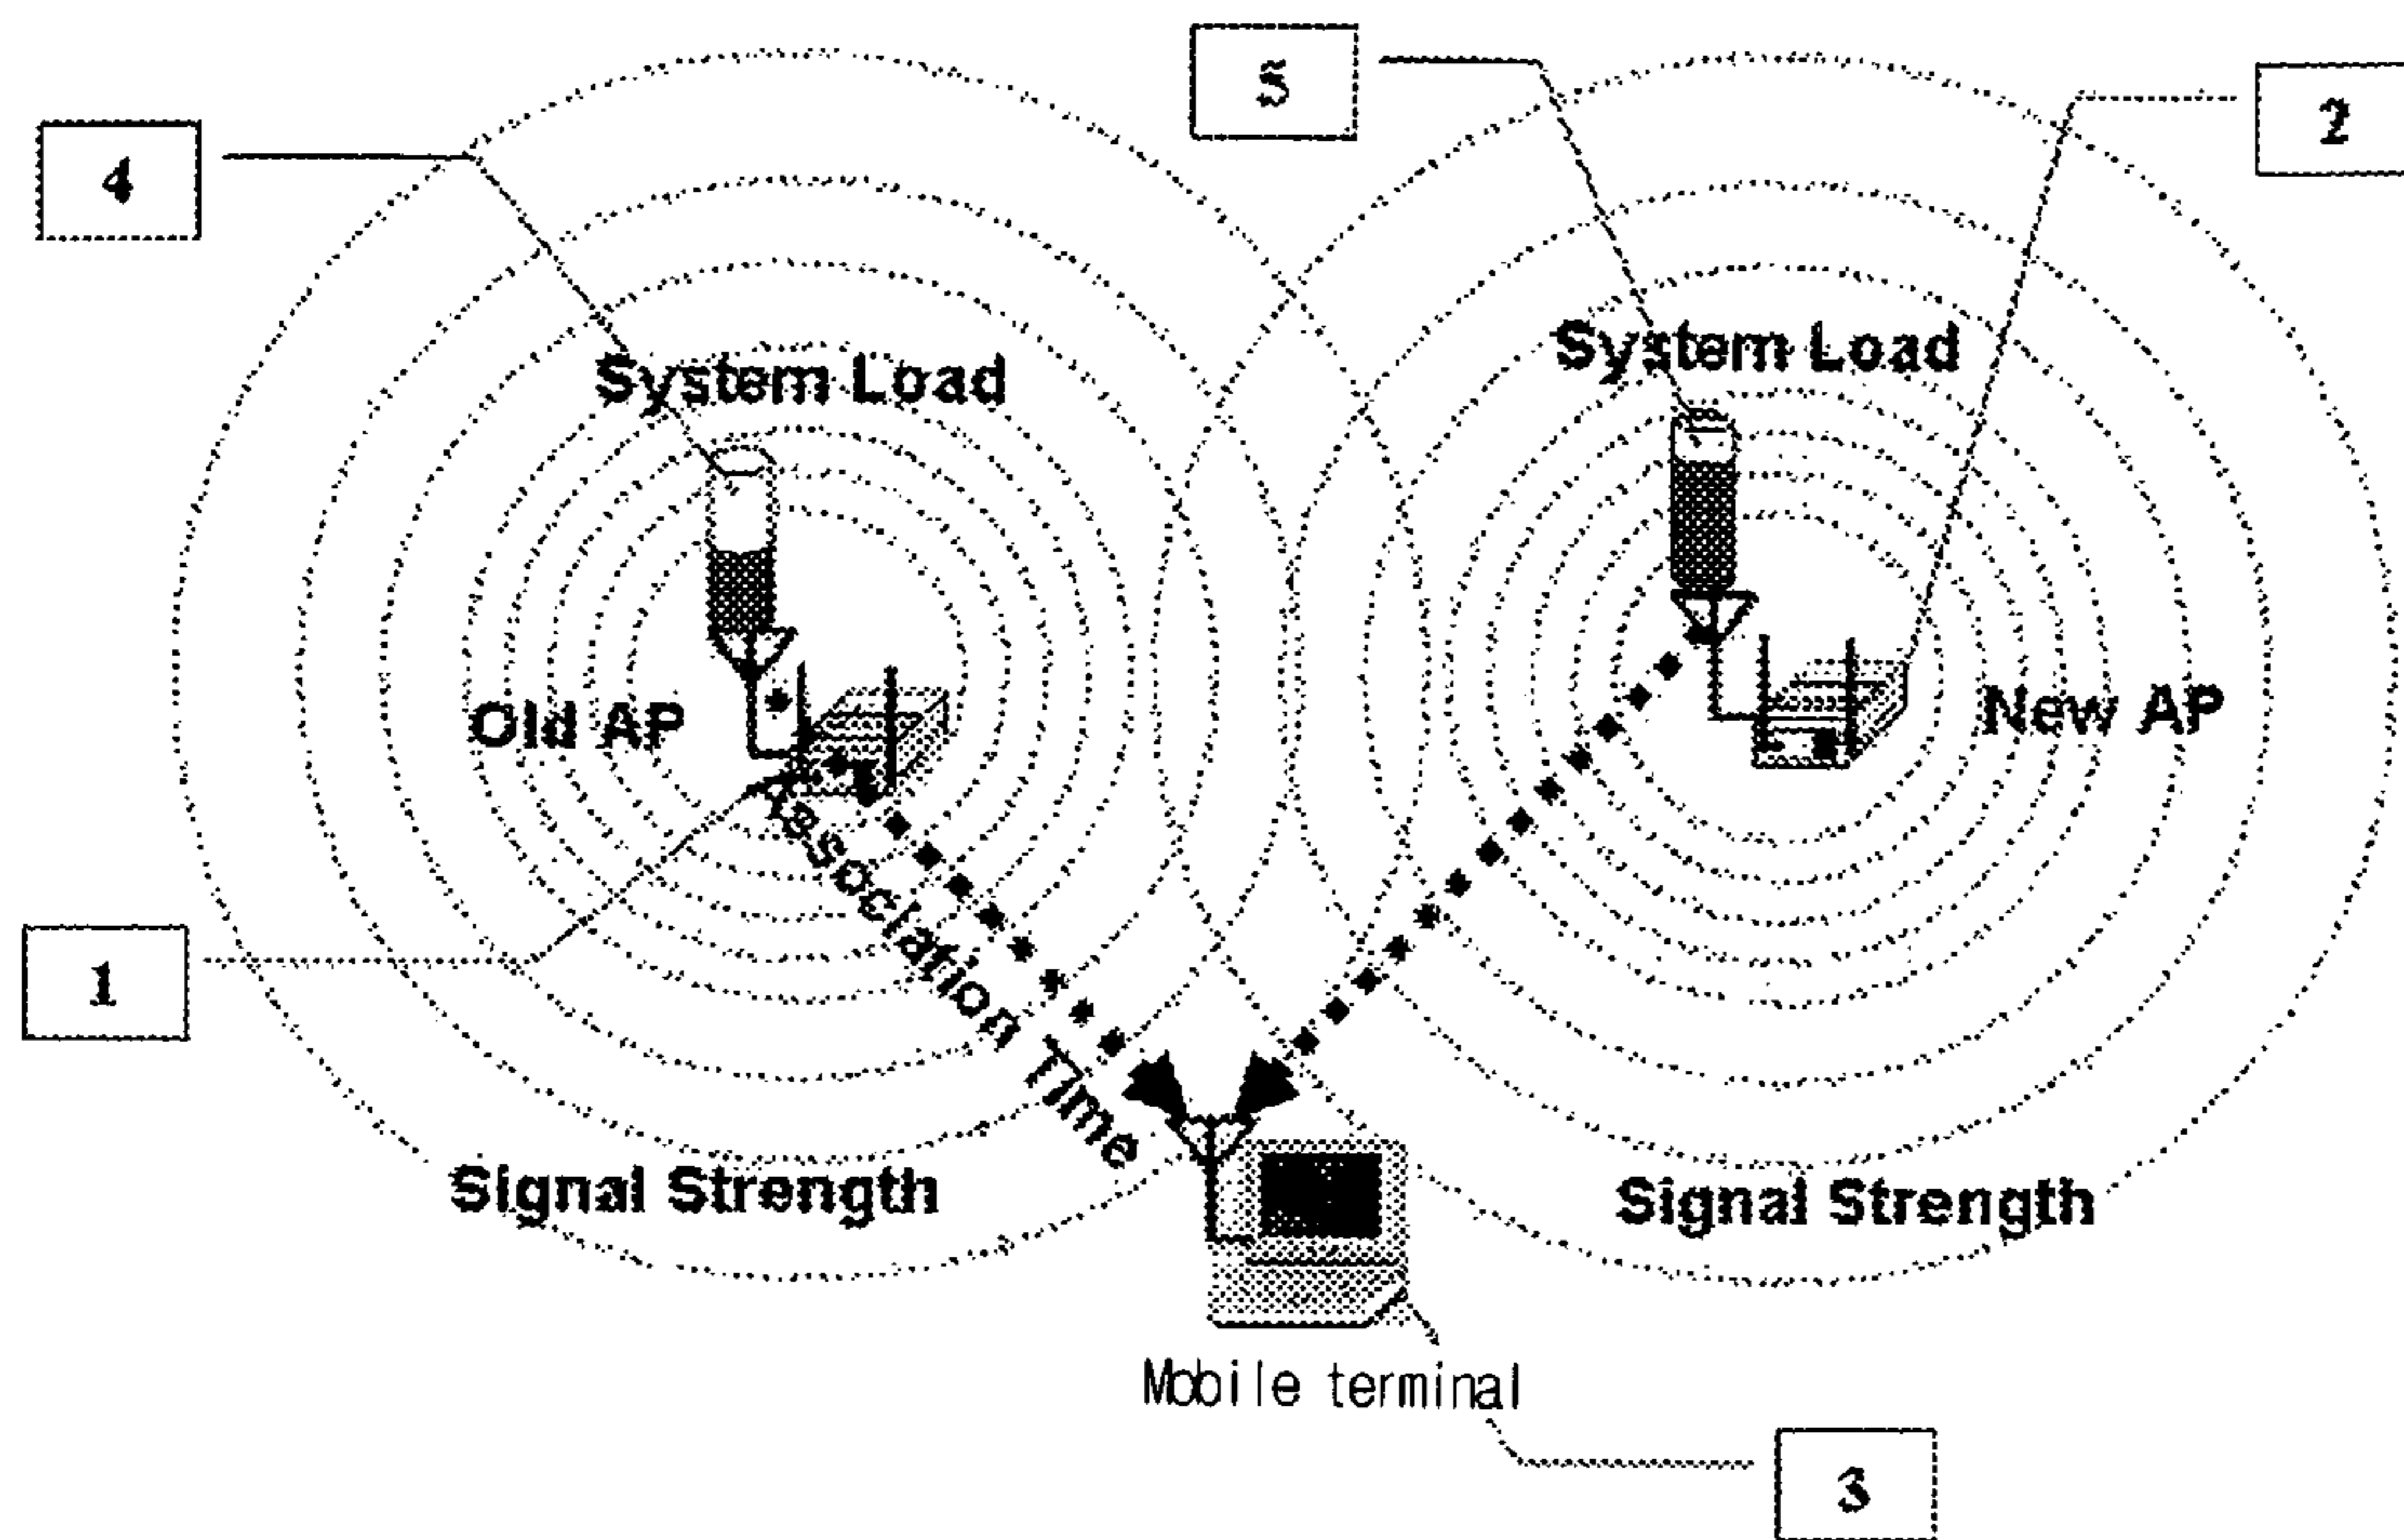 5
2
4
System Load
System Load
Old AP
New AP
Association Time
1
Signal Strength
Signal Strength
Mobile terminal
3